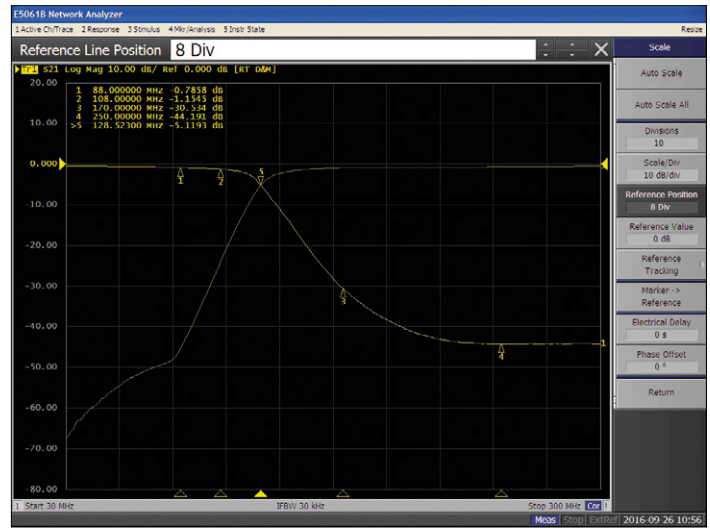 E5061B Network Analyzer
1 Active Ch/Trace 2 Response 3 Stimulus 4 Mkr/Analysis 5 Instr State
Resize
Reference Line Position 8 Div
Tr1 S21 Log Mag 10.00 dB/ Ref 0.000 dB [RT D&M]
1 88.000000 MHz -0.7858 dB
2 108.00000 MHz -1.1545 dB
3 170.00000 MHz -30.534 dB
4 250.00000 MHz -44.191 dB
>5 128.52300 MHz -5.1193 dB
20.00
10.00
0.000
-10.00
-20.00
-30.00
-40.00
-50.00
-60.00
-70.00
-80.00
1
2
5
3
4
1
1 Start 30 MHz
IFBW 30 kHz
Stop 300 MHz Cor !
Scale
Auto Scale
Auto Scale All
Divisions
10
Scale/Div
10 dB/div
Reference Position
8 Div
Reference Value
0 dB
Reference
Tracking
Marker ->
Reference
Electrical Delay
0 s
Phase Offset
0 °
Return
Meas Stop ExtRef 2016-09-26 10:56